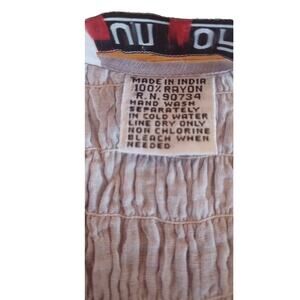 MADE IN INDIA
100% RAYON
R.N. 90734
HAND WASH
SEPARATELY
IN COLD WATER
LINE DRY ONLY
NON CHLORINE
BLEACH WHEN
NEEDED